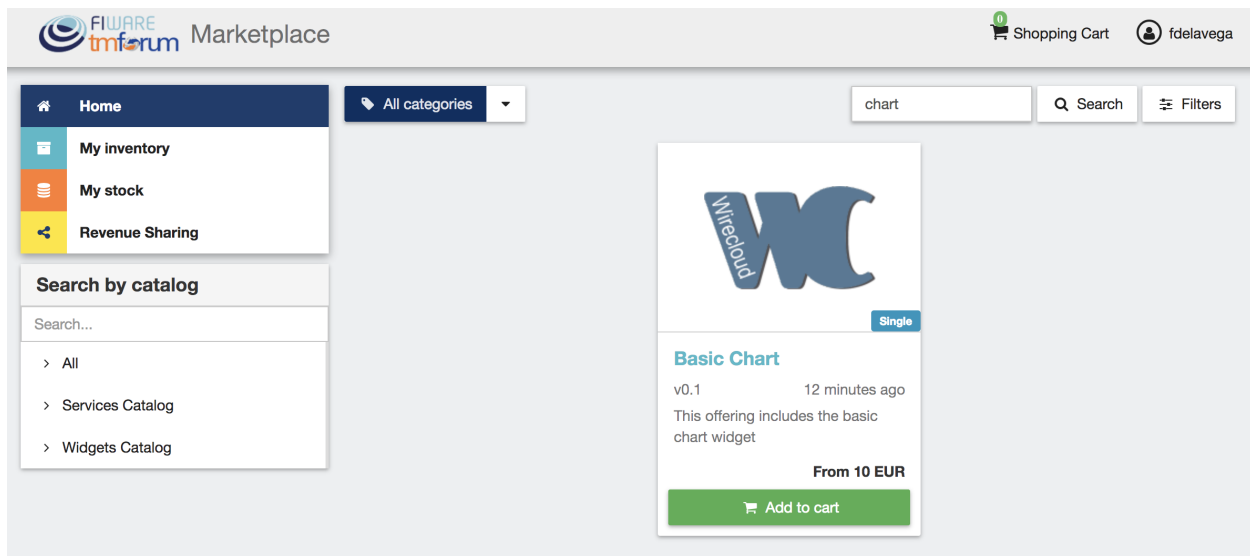 FIWARE
tmforum
Marketplace
0
Shopping Cart
fdelavega
Home
My inventory
My stock
Revenue Sharing
Search by catalog
Search...
All
Services Catalog
Widgets Catalog
All categories
chart
Search
Filters
Wirecloud
WC
Single
Basic Chart
v0.1 12 minutes ago
This offering includes the basic
chart widget
From 10 EUR
Add to cart